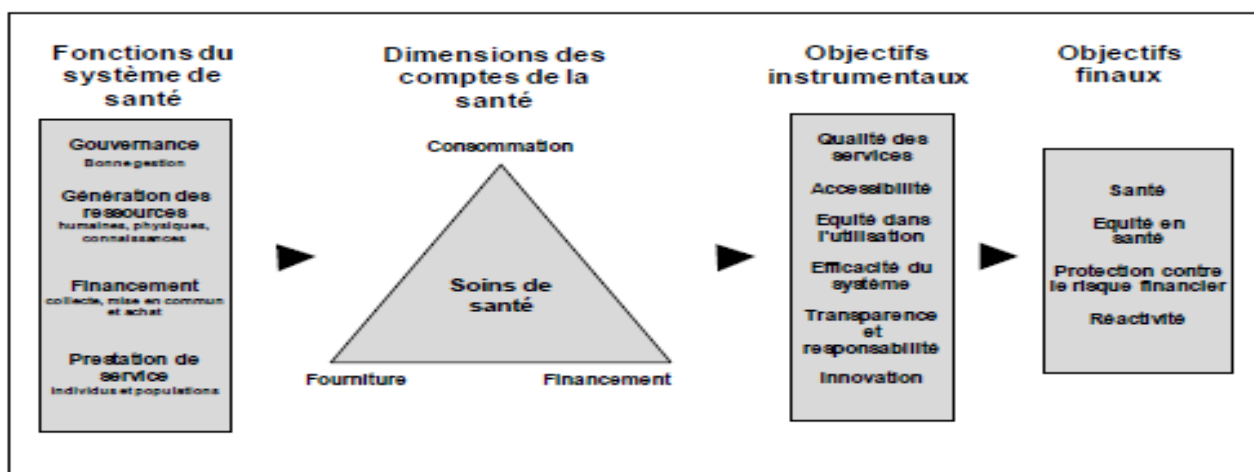 Fonctions du
système de
santé
Gouvernance
Bonne gestion
Génération des
ressources
humaines, physiques,
connaissances
Financement
collecte, mise en commun
et achat
Prestation de
service
individus et populations
Dimensions des
comptes de la
santé
Consommation
Soins de
santé
Fourniture
Financement
Objectifs
instrumentaux
Qualité des
services
Accessibilité
Equité dans
l'utilisation
Efficacité du
système
Transparence
et
responsabilité
Innovation
Objectifs
finaux
Santé
Equité en
santé
Protection contre
le risque financier
Réactivité